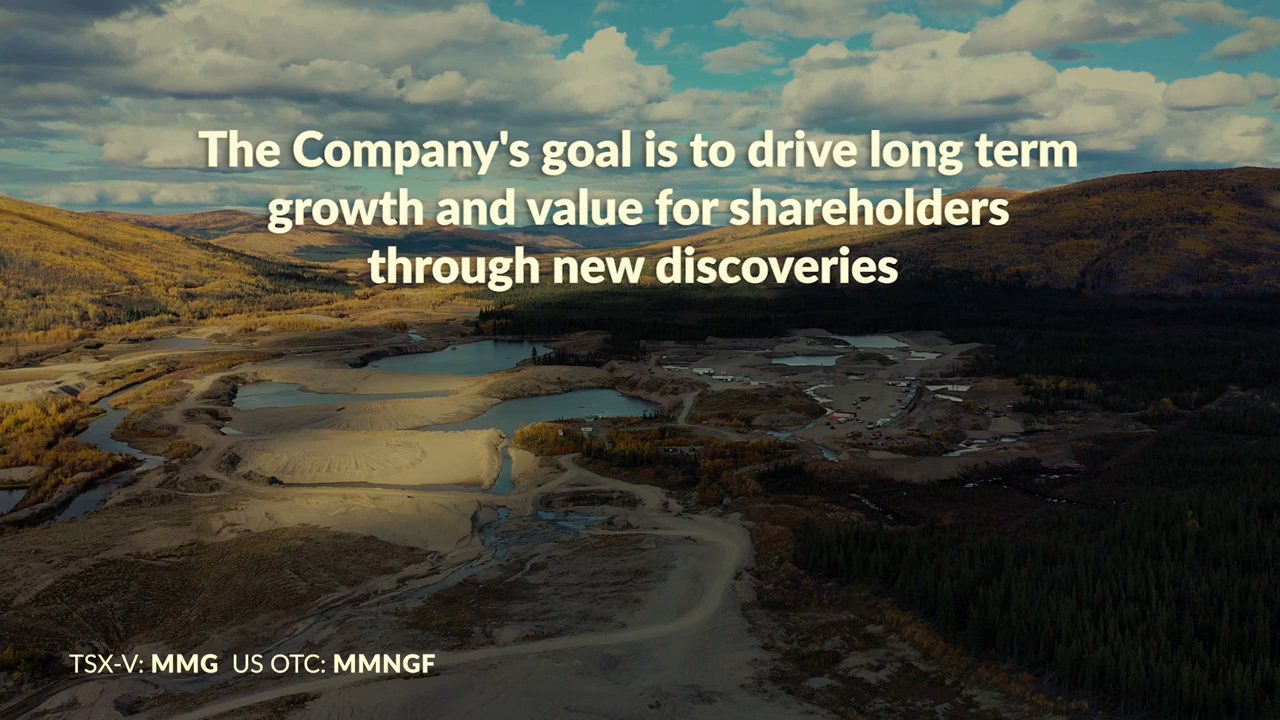 The Company's goal is to drive long term
growth and value for shareholders
through new discoveries
TSX-V: MMG US OTC: MMNGF